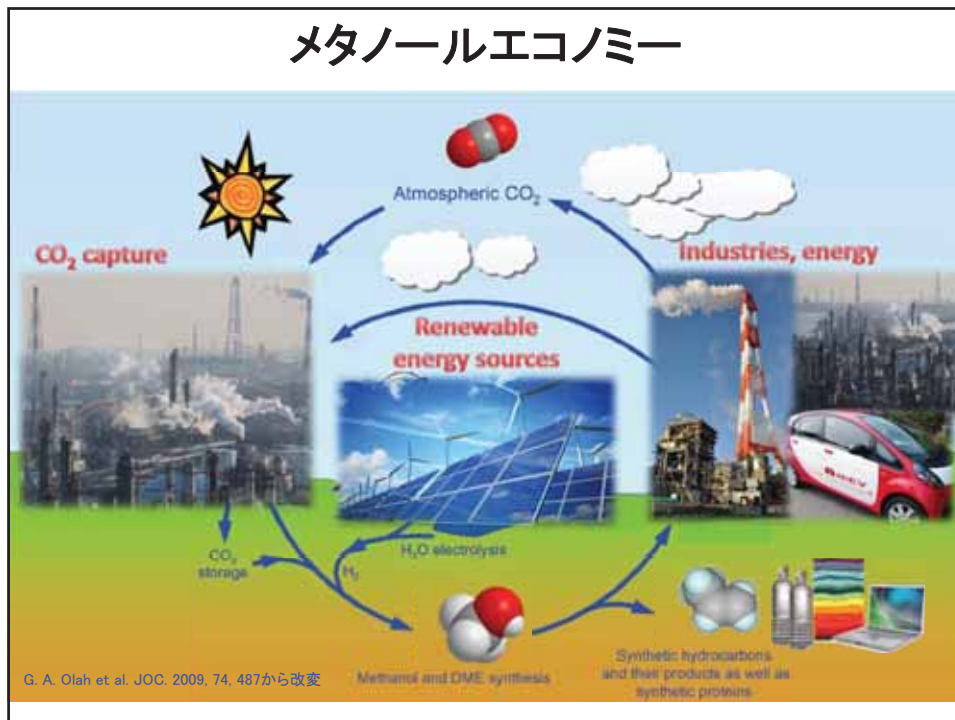 メタノールエコノミー
Atmospheric CO₂
CO₂ capture
Industries, energy
Renewable
energy sources
CO₂
storage
H₂O electrolysis
H₂
Methanol and DME synthesis
Synthetic hydrocarbons
and their products as well as
synthetic proteins
G. A. Olah et al. JOC. 2009, 74, 487から改変